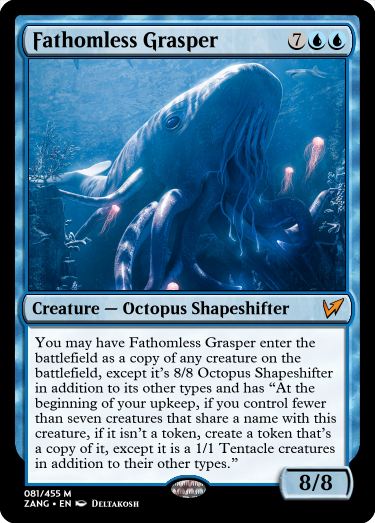 Fathomless Grasper 7
Creature — Octopus Shapeshifter
You may have Fathomless Grasper enter the
battlefield as a copy of any creature on the
battlefield, except it's 8/8 Octopus Shapeshifter
in addition to its other types and has “At the
beginning of your upkeep, if you control fewer
than seven creatures that share a name with this
creature, if it isn't a token, create a token that's
a copy of it, except it is a 1/1 Tentacle creatures
in addition to their other types.”
8/8
081/455 M
ZANG • EN Deltakosh